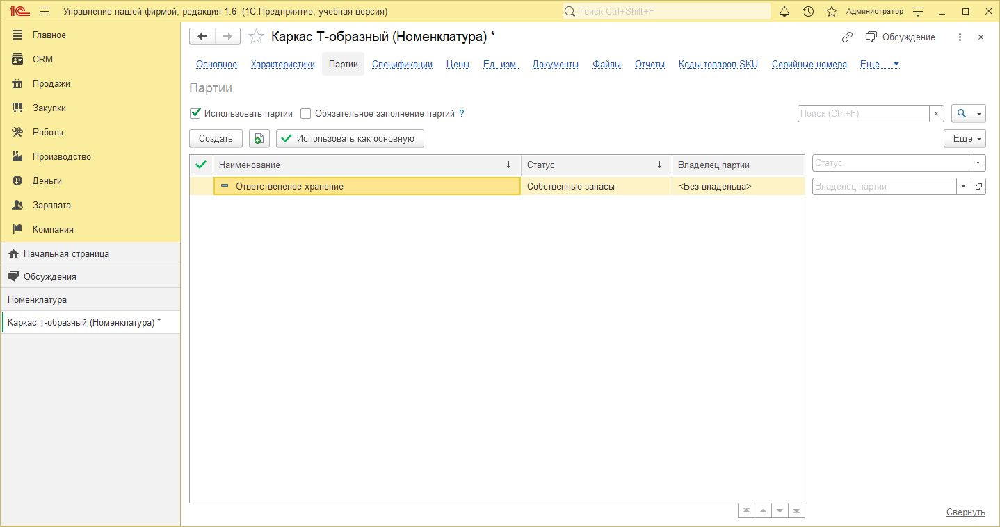 1С Управление нашей фирмой, редакция 1.6 (1С:Предприятие, учебная версия) Поиск Ctrl+Shift+F Администратор
Главное
CRM
Продажи
Закупки
Работы
Производство
Деньги
Зарплата
Компания
Начальная страница
Обсуждения
Номенклатура
Каркас Т-образный (Номенклатура) *
Каркас Т-образный (Номенклатура) * Обсуждение
Основное Характеристики Партии Спецификации Цены Ед. изм. Документы Файлы Отчеты Коды товаров SKU Серийные номера Еще...
Партии
Использовать партии Обязательное заполнение партий ? Поиск (Ctrl+F) ×
Создать Использовать как основную Еще
Наименование ↓ Статус ↓ Владелец партии
Ответствененое хранение Собственные запасы <Без владельца>
Статус
Владелец партии
Свернуть